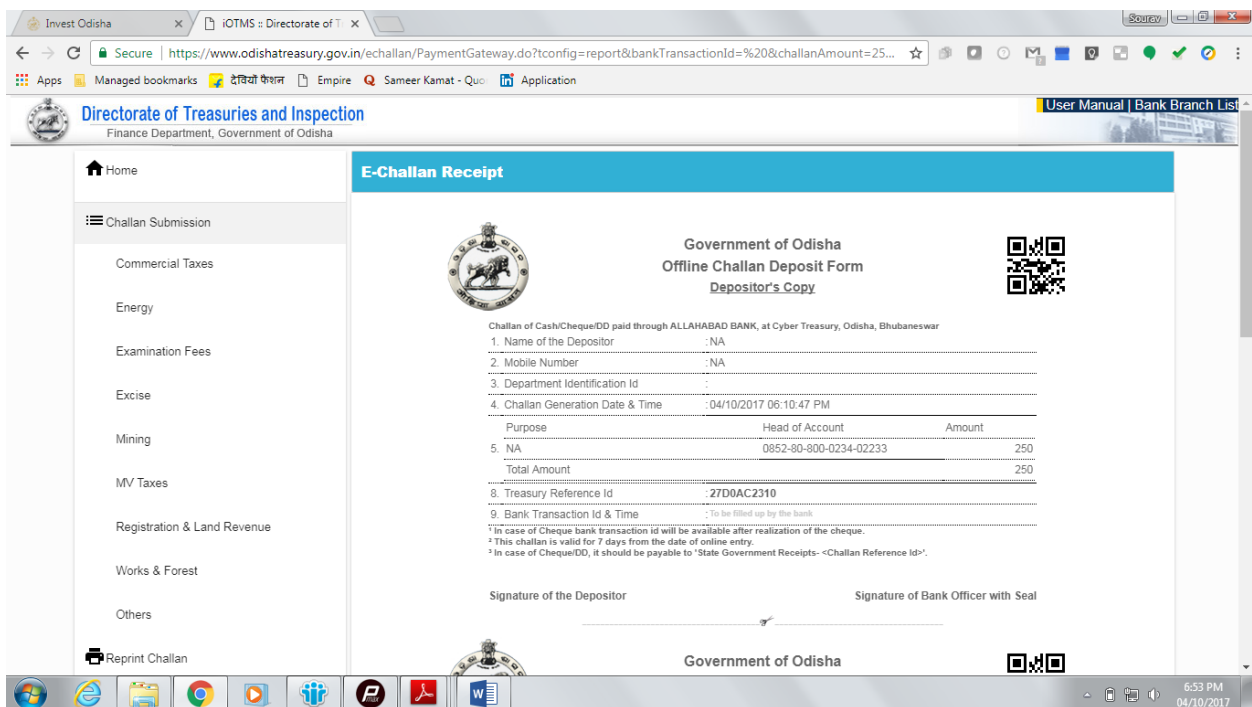 Invest Odisha
iOTMS :: Directorate of T
Sourav
Secure | https://www.odishatreasury.gov.in/echallan/PaymentGateway.do?tconfig=report&bankTransactionId=%20&challanAmount=25...
Apps Managed bookmarks देवियों फैशन Empire Sameer Kamat - Quo Application
Directorate of Treasuries and Inspection
Finance Department, Government of Odisha
User Manual | Bank Branch List
Home
E-Challan Receipt
Challan Submission
Commercial Taxes
Energy
Examination Fees
Excise
Mining
MV Taxes
Registration & Land Revenue
Works & Forest
Others
Reprint Challan
Government of Odisha
Offline Challan Deposit Form
Depositor's Copy
Challan of Cash/Cheque/DD paid through ALLAHABAD BANK, at Cyber Treasury, Odisha, Bhubaneswar
1. Name of the Depositor :NA
2. Mobile Number :NA
3. Department Identification Id :
4. Challan Generation Date & Time :04/10/2017 06:10:47 PM
Purpose Head of Account Amount
5. NA 0852-80-800-0234-02233 250
Total Amount 250
8. Treasury Reference Id :27D0AC2310
9. Bank Transaction Id & Time :To be filled up by the bank
¹ In case of Cheque bank transaction id will be available after realization of the cheque.
² This challan is valid for 7 days from the date of online entry.
³ In case of Cheque/DD, it should be payable to 'State Government Receipts- <Challan Reference Id>'.
Signature of the Depositor Signature of Bank Officer with Seal
Government of Odisha
6:53 PM
04/10/2017